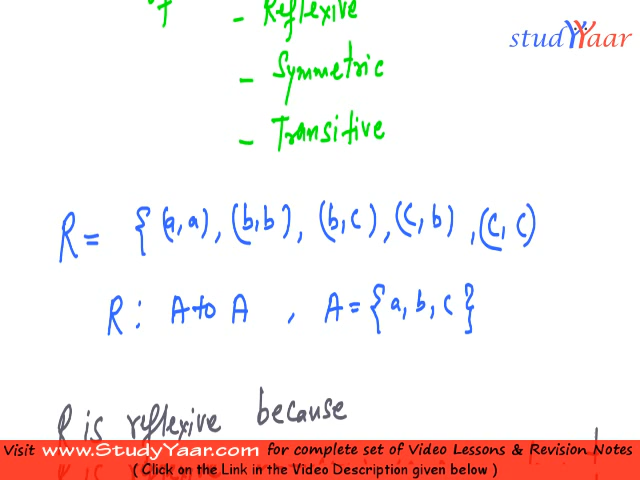 - Reflexive
studYYaar
- Symmetric
- Transitive
R = { (a,a), (b,b), (b,c), (c,b), (c,c)
R : A to A , A = {a, b, c}
R is reflexive because
Visit www.StudyYaar.com for complete set of Video Lessons & Revision Notes
( Click on the Link in the Video Description given below )